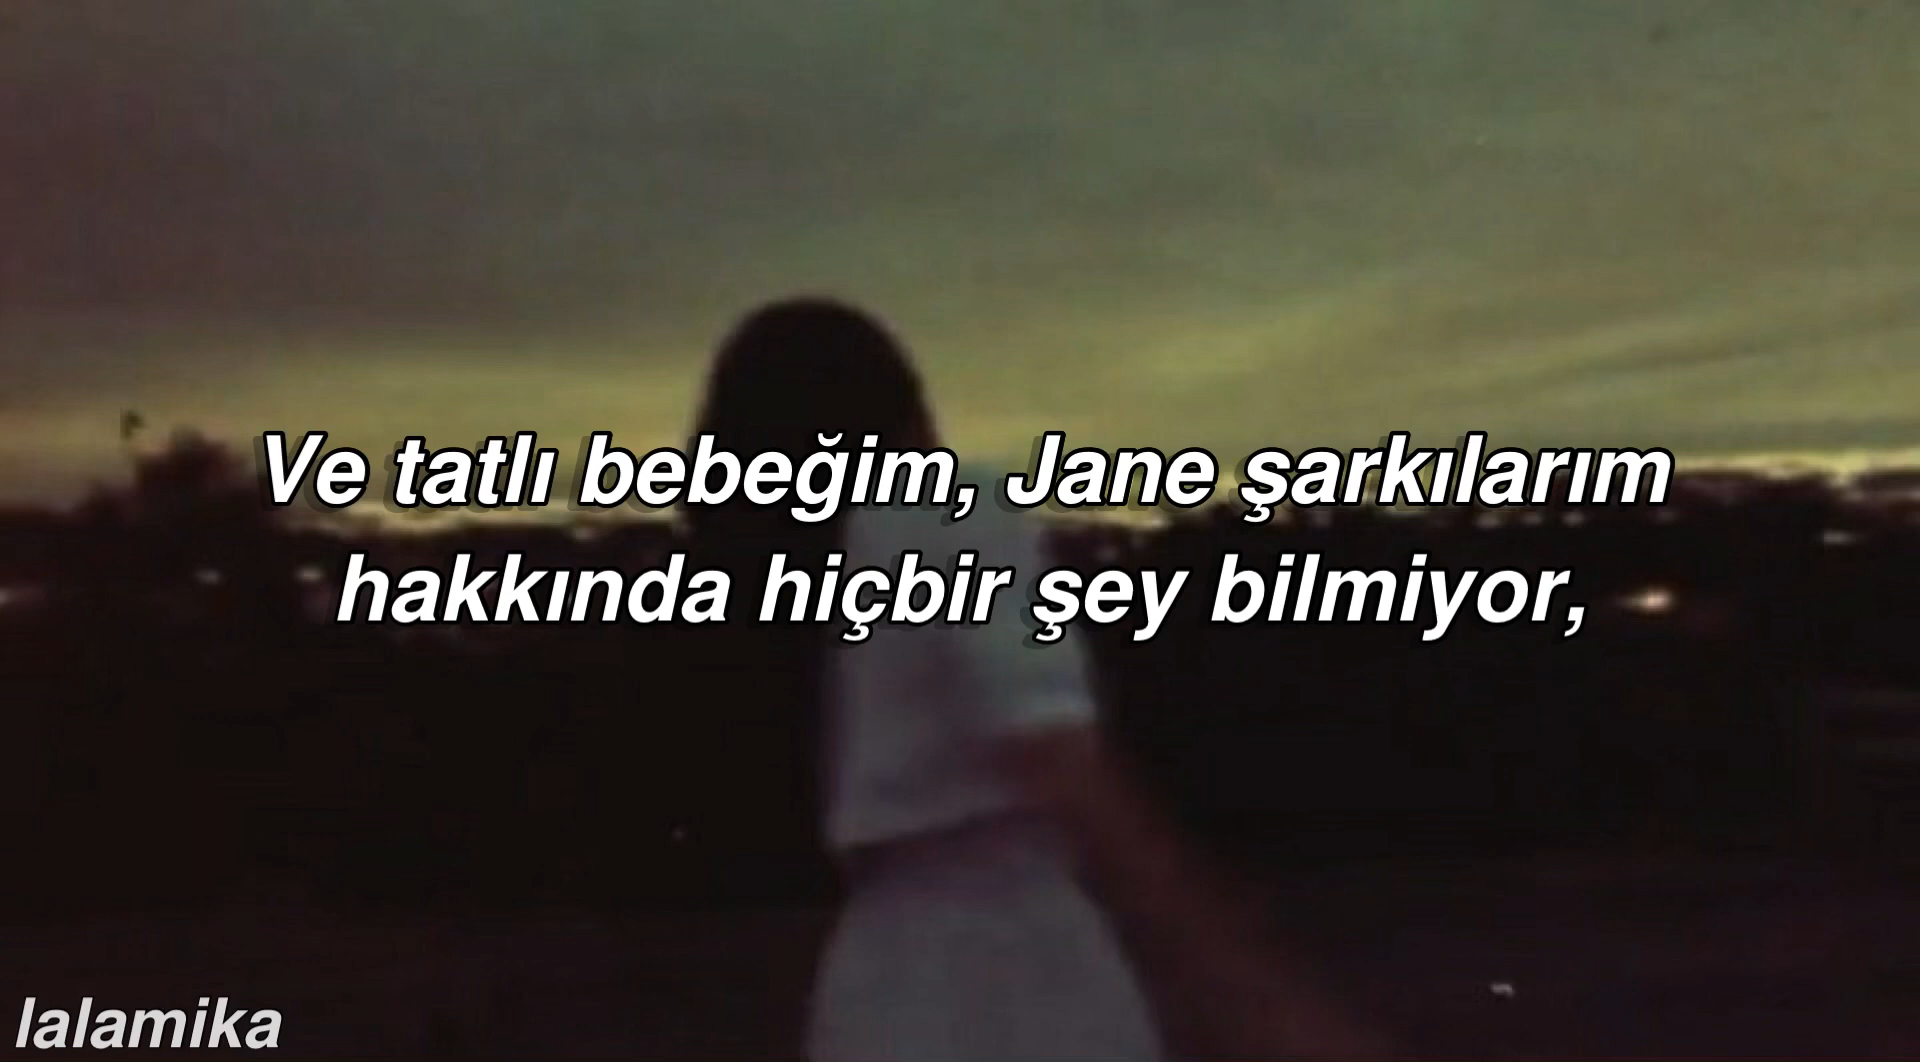 Ve tatlı bebeğim, Jane şarkılarım
hakkında hiçbir şey bilmiyor,
lalamika